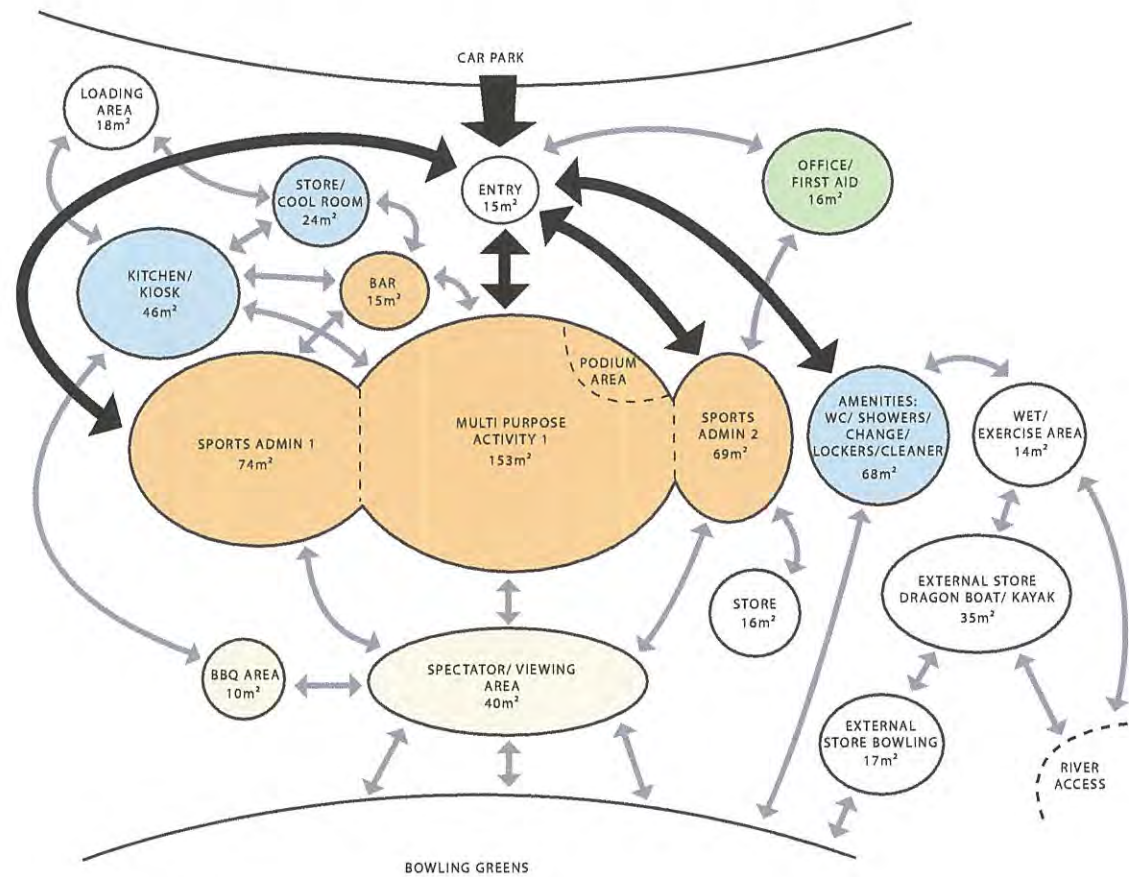 CAR PARK
LOADING
AREA
18m²
STORE/
COOL ROOM
24m²
ENTRY
15m²
OFFICE/
FIRST AID
16m²
KITCHEN/
KIOSK
46m²
BAR
15m²
PODIUM
AREA
SPORTS ADMIN 1
74m²
MULTI PURPOSE
ACTIVITY 1
153m²
SPORTS
ADMIN 2
69m²
AMENITIES:
WC/ SHOWERS/
CHANGE/
LOCKERS/CLEANER
68m²
WET/
EXERCISE AREA
14m²
STORE
16m²
EXTERNAL STORE
DRAGON BOAT/ KAYAK
35m²
BBQ AREA
10m²
SPECTATOR/ VIEWING
AREA
40m²
EXTERNAL
STORE BOWLING
17m²
RIVER
ACCESS
BOWLING GREENS